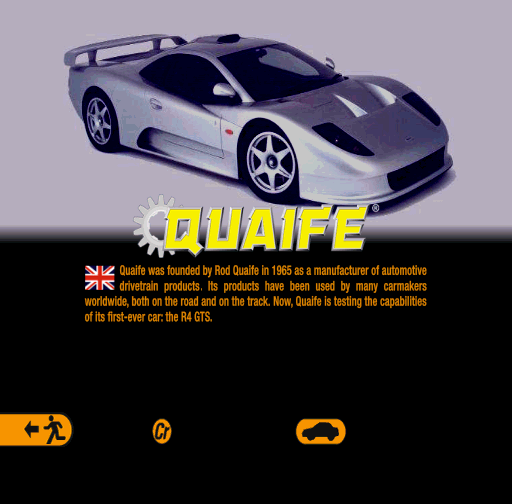 QUAIFE®
Quaife was founded by Rod Quaife in 1965 as a manufacturer of automotive
drivetrain products. Its products have been used by many carmakers
worldwide, both on the road and on the track. Now, Quaife is testing the capabilities
of its first-ever car: the R4 GTS.
Cr